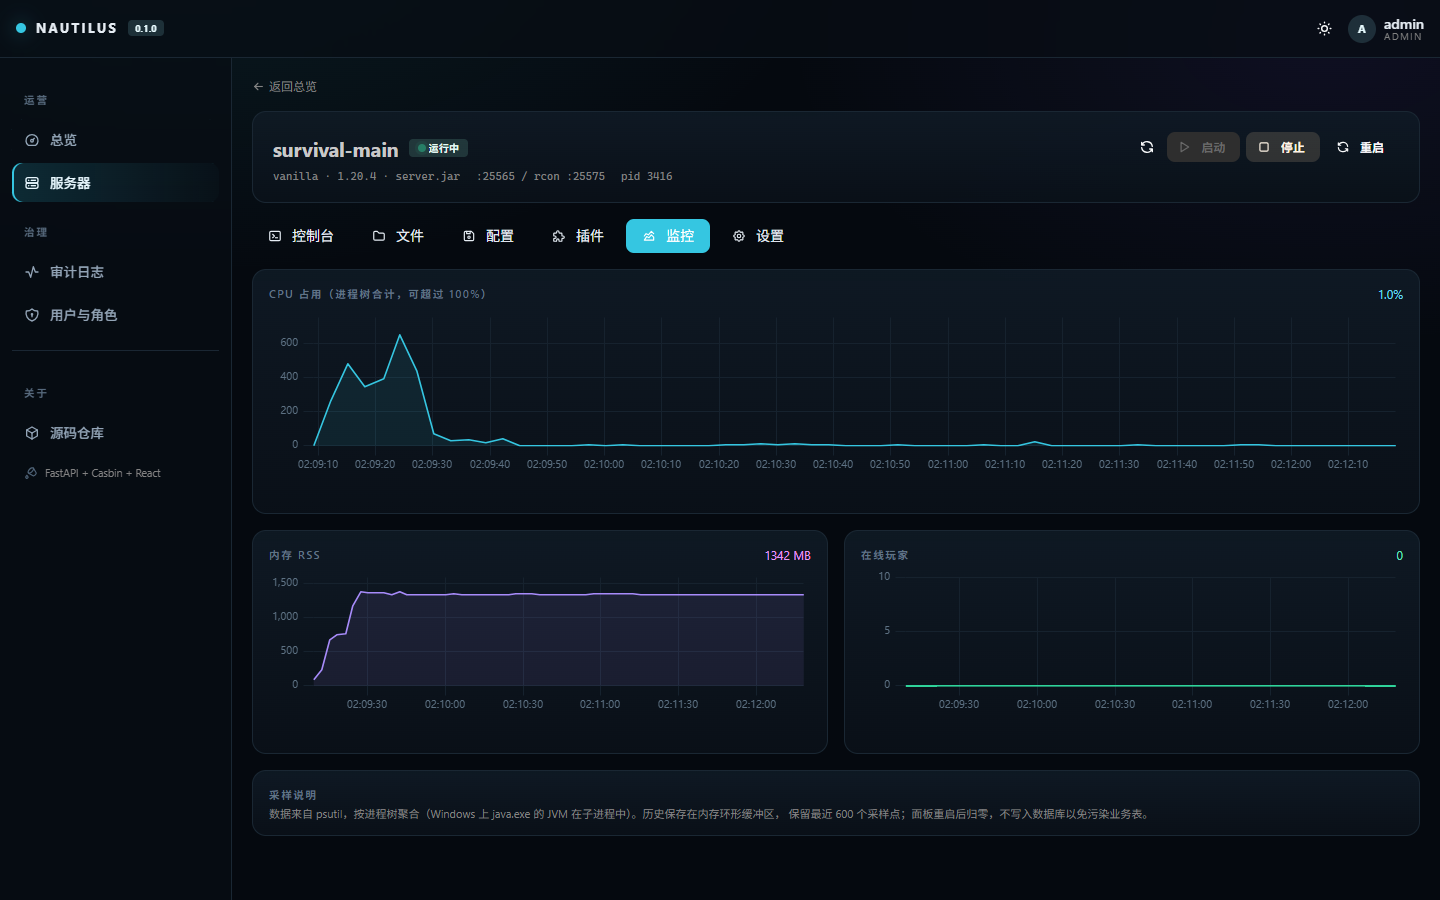 NAUTILUS 0.1.0
A admin
ADMIN
运营
总览
服务器
治理
审计日志
用户与角色
关于
源码仓库
FastAPI + Casbin + React
← 返回总览
survival-main 运行中
启动 停止 重启
vanilla · 1.20.4 · server.jar :25565 / rcon :25575 pid 3416
控制台 文件 配置 插件 监控 设置
CPU 占用（进程树合计，可超过 100%） 1.0%
600
400
200
0
02:09:10 02:09:20 02:09:30 02:09:40 02:09:50 02:10:00 02:10:10 02:10:20 02:10:30 02:10:40 02:10:50 02:11:00 02:11:10 02:11:20 02:11:30 02:11:40 02:11:50 02:12:00 02:12:10
内存 RSS 1342 MB
1,500
1,000
500
0
02:09:30 02:10:00 02:10:30 02:11:00 02:11:30 02:12:00
在线玩家 0
10
5
0
02:09:30 02:10:00 02:10:30 02:11:00 02:11:30 02:12:00
采样说明
数据来自 psutil，按进程树聚合（Windows 上 java.exe 的 JVM 在子进程中）。历史保存在内存环形缓冲区， 保留最近 600 个采样点；面板重启后归零，不写入数据库以免污染业务表。